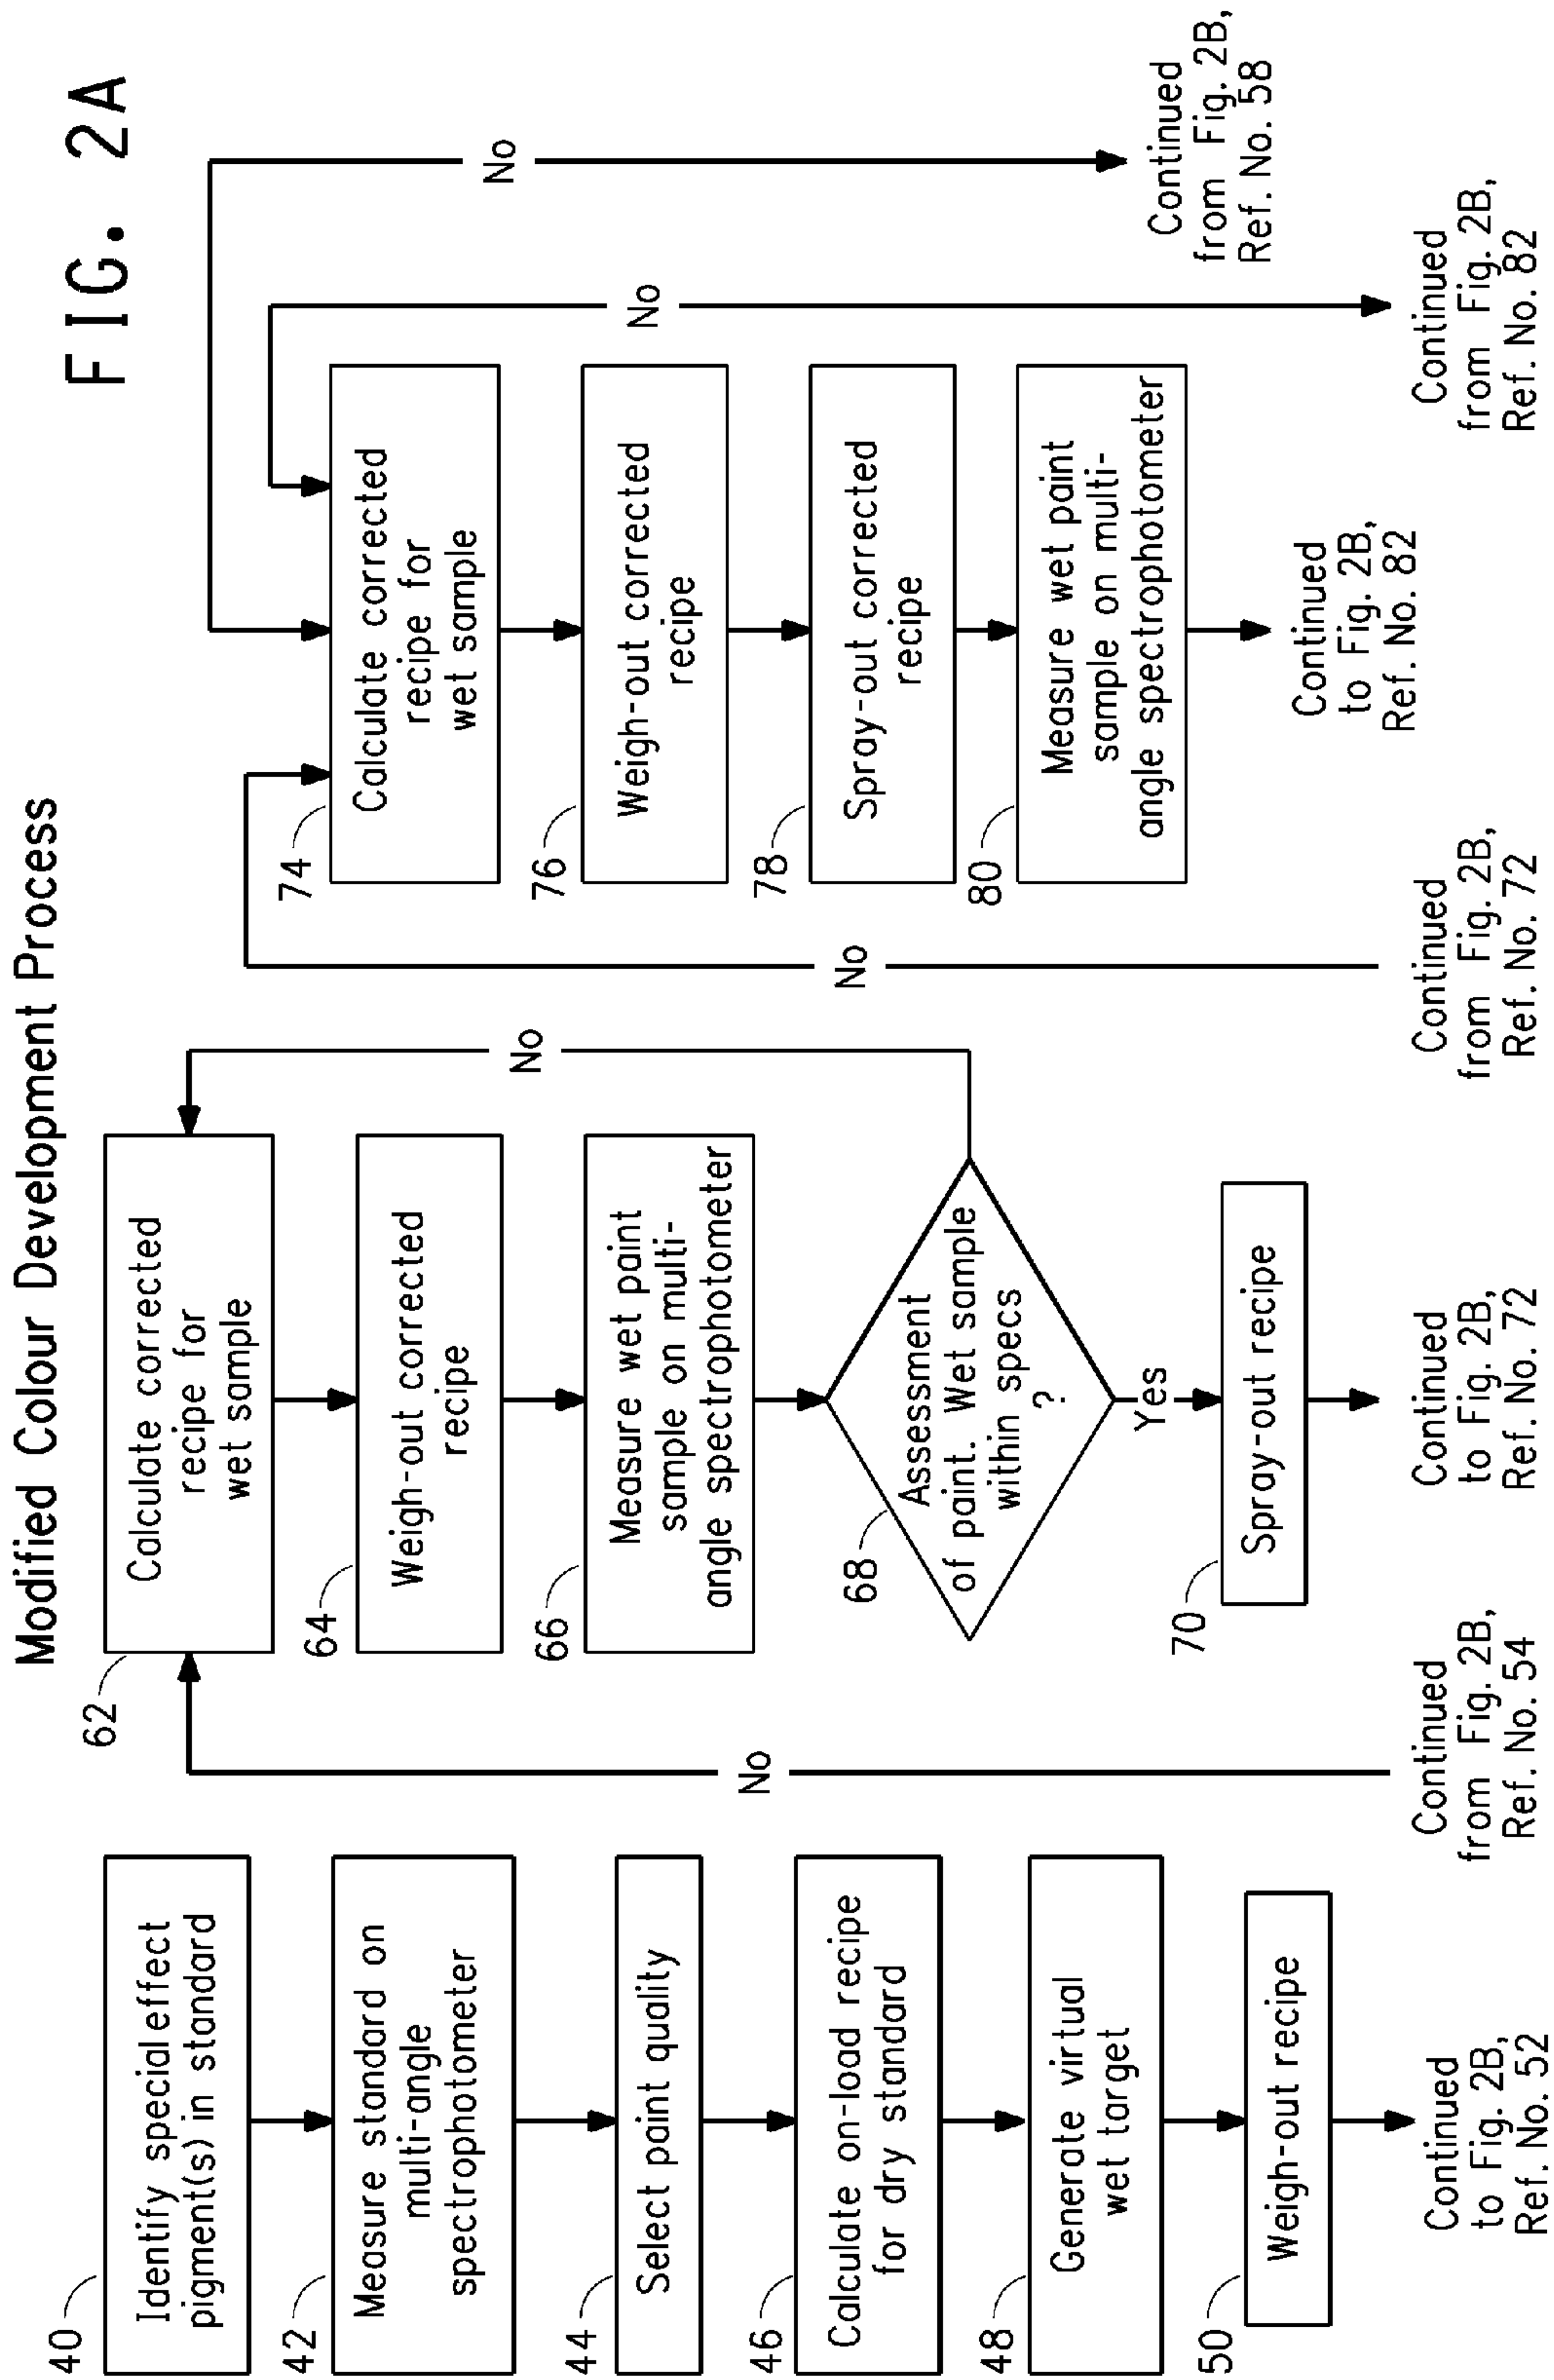 FIG. 2A
Modified Colour Development Process
40
Identify special effect
pigment(s) in standard
42
Measure standard on
multi-angle
spectrophotometer
44
Select paint quality
46
Calculate on-load recipe
for dry standard
48
Generate virtual
wet target
50
Weigh-out recipe
Continued
to Fig. 2B,
Ref. No. 52
No
Continued
from Fig. 2B,
Ref. No. 54
62
Calculate corrected
recipe for
wet sample
64
Weigh-out corrected
recipe
66
Measure wet paint
sample on multi-
angle spectrophotometer
68
Assessment
of paint. Wet sample
within specs
?
No
Yes
70
Spray-out recipe
Continued
to Fig. 2B,
Ref. No. 72
No
Continued
from Fig. 2B,
Ref. No. 72
74
Calculate corrected
recipe for
wet sample
76
Weigh-out corrected
recipe
78
Spray-out corrected
recipe
80
Measure wet paint
sample on multi-
angle spectrophotometer
Continued
to Fig. 2B,
Ref. No. 82
No
Continued
from Fig. 2B,
Ref. No. 82
No
Continued
from Fig. 2B,
Ref. No. 58